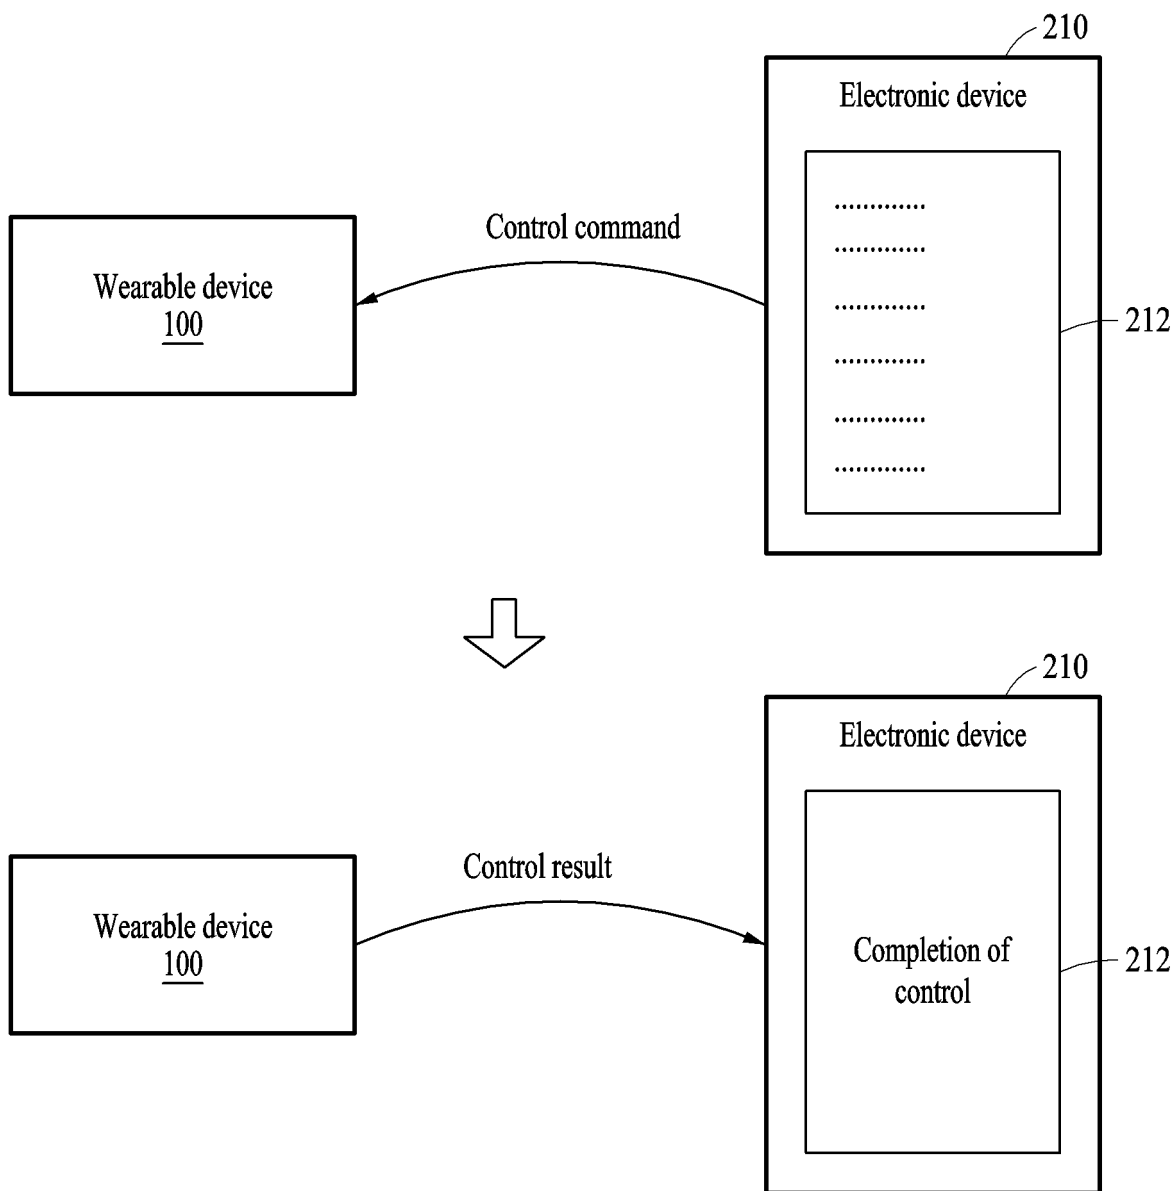 210
Electronic device
Control command
Wearable device
100
212
.............
.............
.............
.............
.............
.............
210
Electronic device
Control result
Wearable device
100
Completion of
control
212